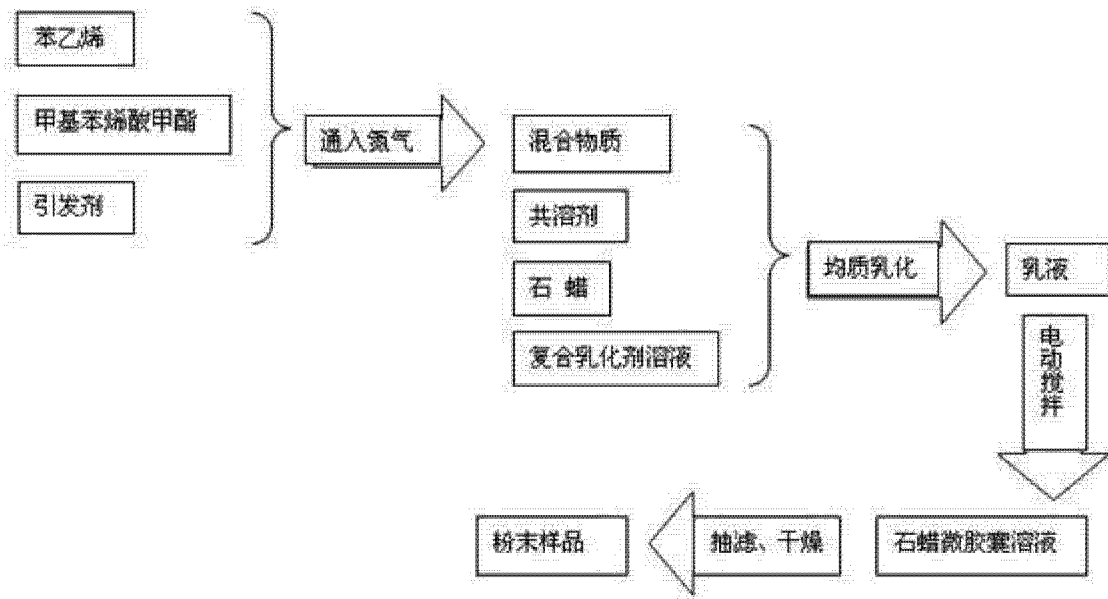 苯乙烯
甲基苯烯酸甲酯
引发剂
通入氮气
混合物质
共溶剂
石 蜡
复合乳化剂溶液
均质乳化
乳液
电动搅拌
石蜡微胶囊溶液
抽滤、干燥
粉末样品